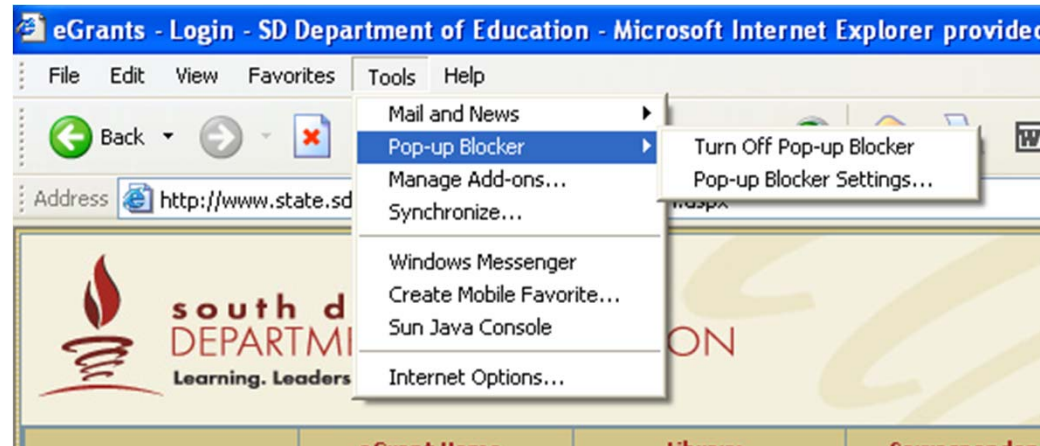 eGrants - Login - SD Department of Education - Microsoft Internet Explorer provided
File Edit View Favorites Tools Help
Back
Address http://www.state.sd
Mail and News
Pop-up Blocker
Manage Add-ons...
Synchronize...
Windows Messenger
Create Mobile Favorite...
Sun Java Console
Internet Options...
Turn Off Pop-up Blocker
Pop-up Blocker Settings...
south d
DEPARTME ON
Learning. Leaders